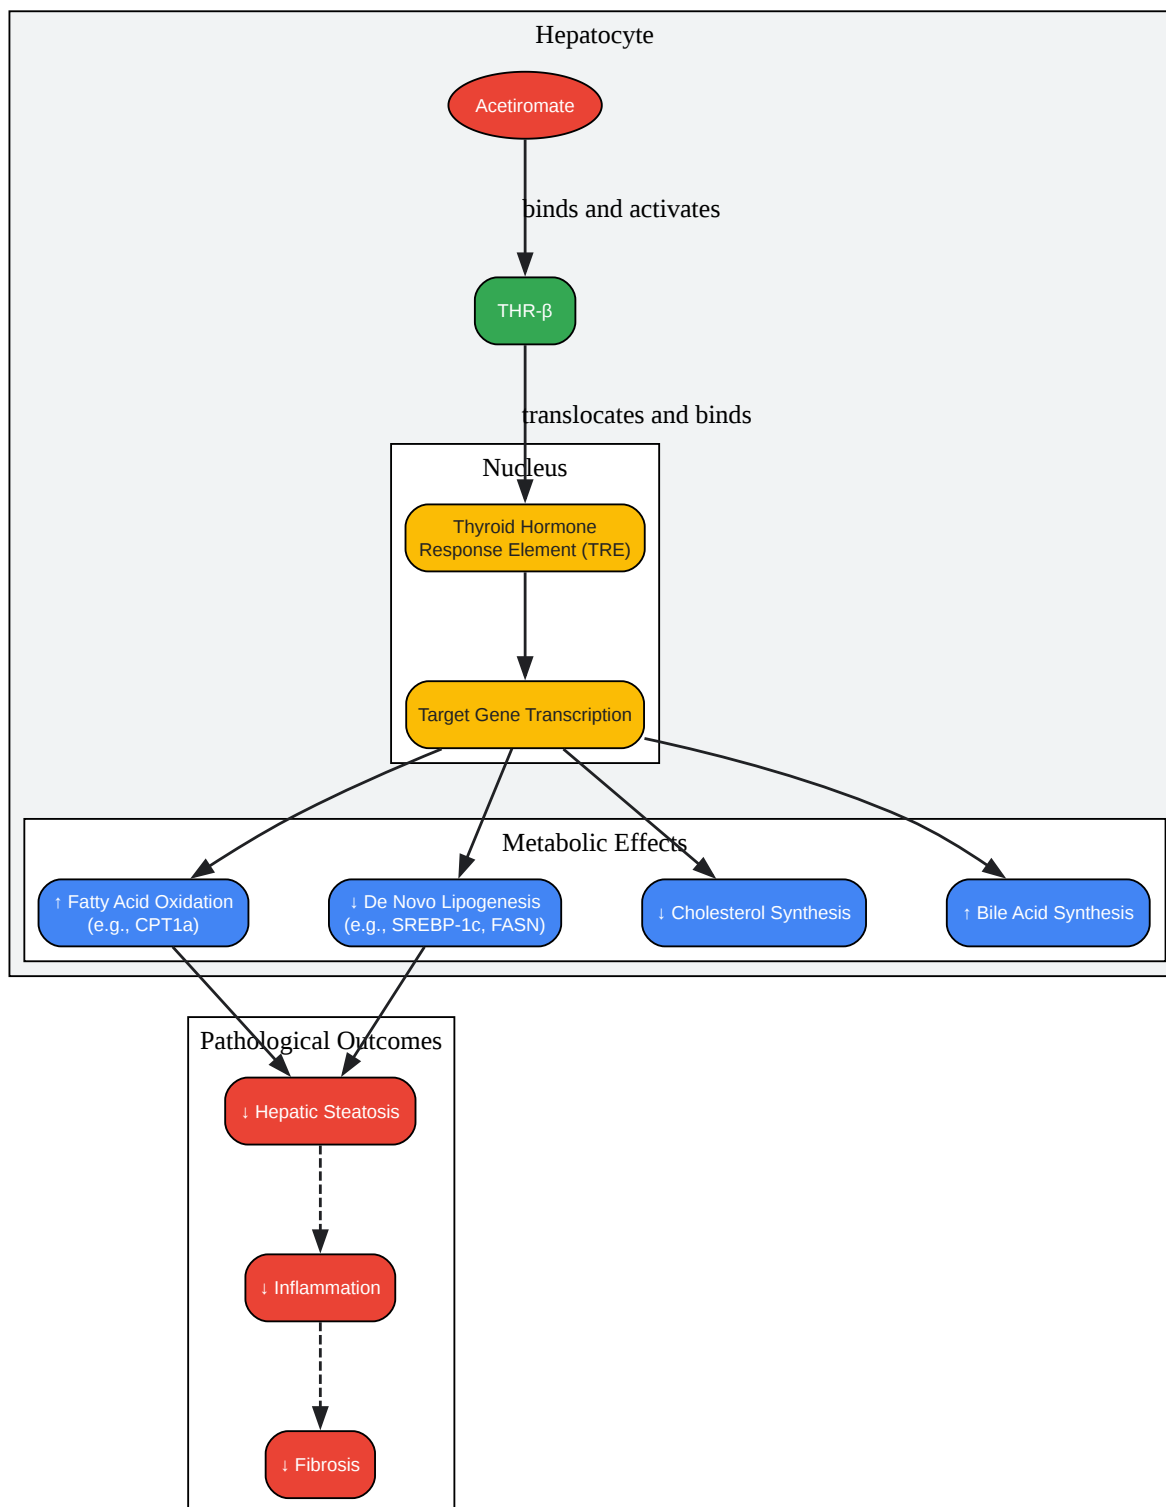 Hepatocyte
Acetiromate
binds and activates
THR-β
translocates and binds
Nucleus
Thyroid Hormone
Response Element (TRE)
Target Gene Transcription
Metabolic Effects
↑ Fatty Acid Oxidation
(e.g., CPT1a)
↓ De Novo Lipogenesis
(e.g., SREBP-1c, FASN)
↓ Cholesterol Synthesis
↑ Bile Acid Synthesis
Pathological Outcomes
↓ Hepatic Steatosis
↓ Inflammation
↓ Fibrosis